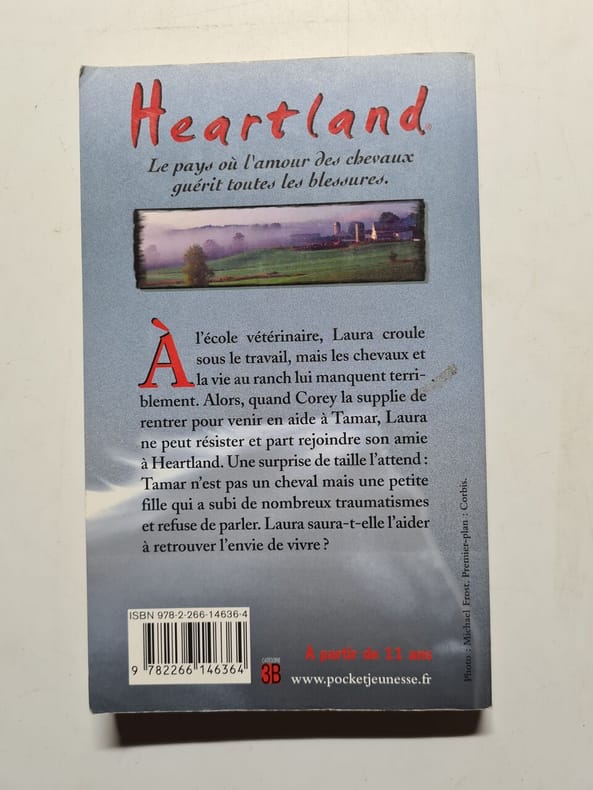 Heartland®
Le pays où l'amour des chevaux
guérit toutes les blessures.
À l'école vétérinaire, Laura croule
sous le travail, mais les chevaux et
la vie au ranch lui manquent terri-
blement. Alors, quand Corey la supplie de
rentrer pour venir en aide à Tamar, Laura
ne peut résister et part rejoindre son amie
à Heartland. Une surprise de taille l'attend :
Tamar n'est pas un cheval mais une petite
fille qui a subi de nombreux traumatismes
et refuse de parler. Laura saura-t-elle l'aider
à retrouver l'envie de vivre ?
Photo : Michael Frost. Premier-plan : Corbis.
ISBN 978-2-266-14636-4
9 782266 146364
CATÉGORIE
3B
À partir de 11 ans
www.pocketjeunesse.fr